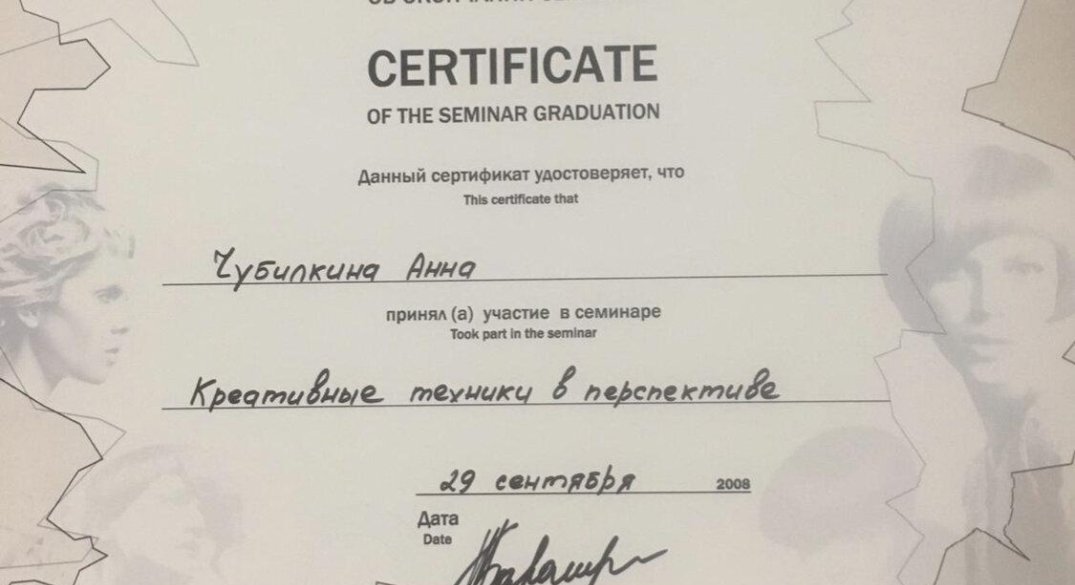 CERTIFICATE
OF THE SEMINAR GRADUATION
Данный сертификат удостоверяет, что
This certificate that
Чубилкина Анна
принял (а) участие в семинаре
Took part in the seminar
Креативные техники в перспективе
29 сентября 2008
Дата
Date